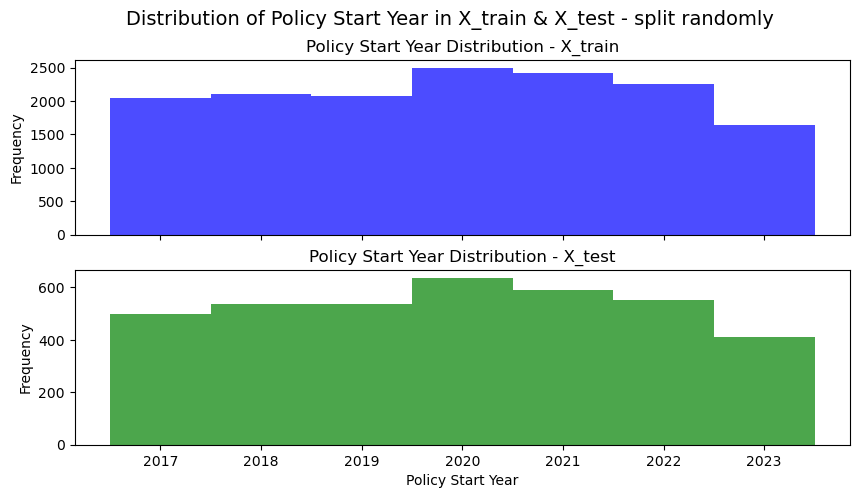 Distribution of Policy Start Year in X_train & X_test - split randomly
Policy Start Year Distribution - X_train
Frequency
2500
2000
1500
1000
500
0
Policy Start Year Distribution - X_test
Frequency
600
400
200
0
2017 2018 2019 2020 2021 2022 2023
Policy Start Year